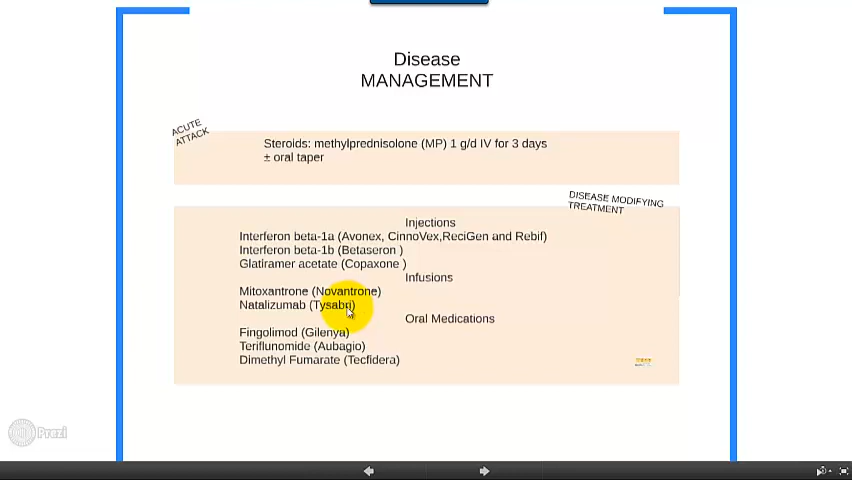 Disease
MANAGEMENT
ACUTE
ATTACK
Steroids: methylprednisolone (MP) 1 g/d IV for 3 days
± oral taper
DISEASE MODIFYING
TREATMENT
Injections
Interferon beta-1a (Avonex, CinnoVex,ReciGen and Rebif)
Interferon beta-1b (Betaseron )
Glatiramer acetate (Copaxone )
Infusions
Mitoxantrone (Novantrone)
Natalizumab (Tysabri)
Oral Medications
Fingolimod (Gilenya)
Teriflunomide (Aubagio)
Dimethyl Fumarate (Tecfidera)
Prezi